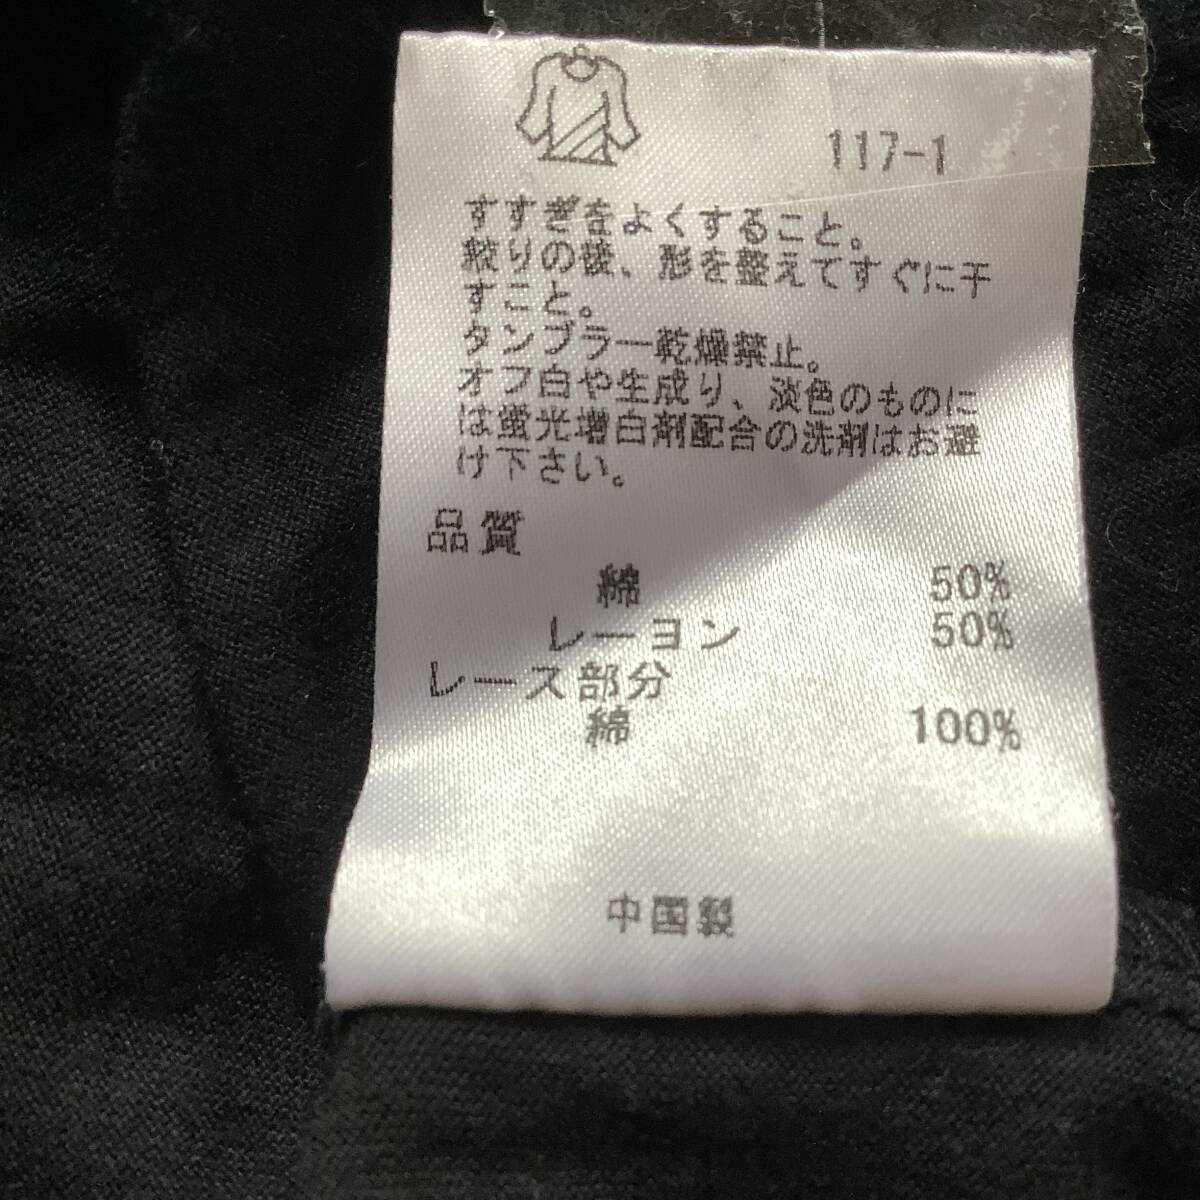 117-1
すすぎをよくすること。
絞りの後、形を整えてすぐに干
すこと。
タンブラー乾燥禁止。
オフ白や生成り、淡色のものに
は蛍光増白剤配合の洗剤はお避
け下さい。
品質
綿 50%
レーヨン 50%
レース部分
綿 100%
中国製